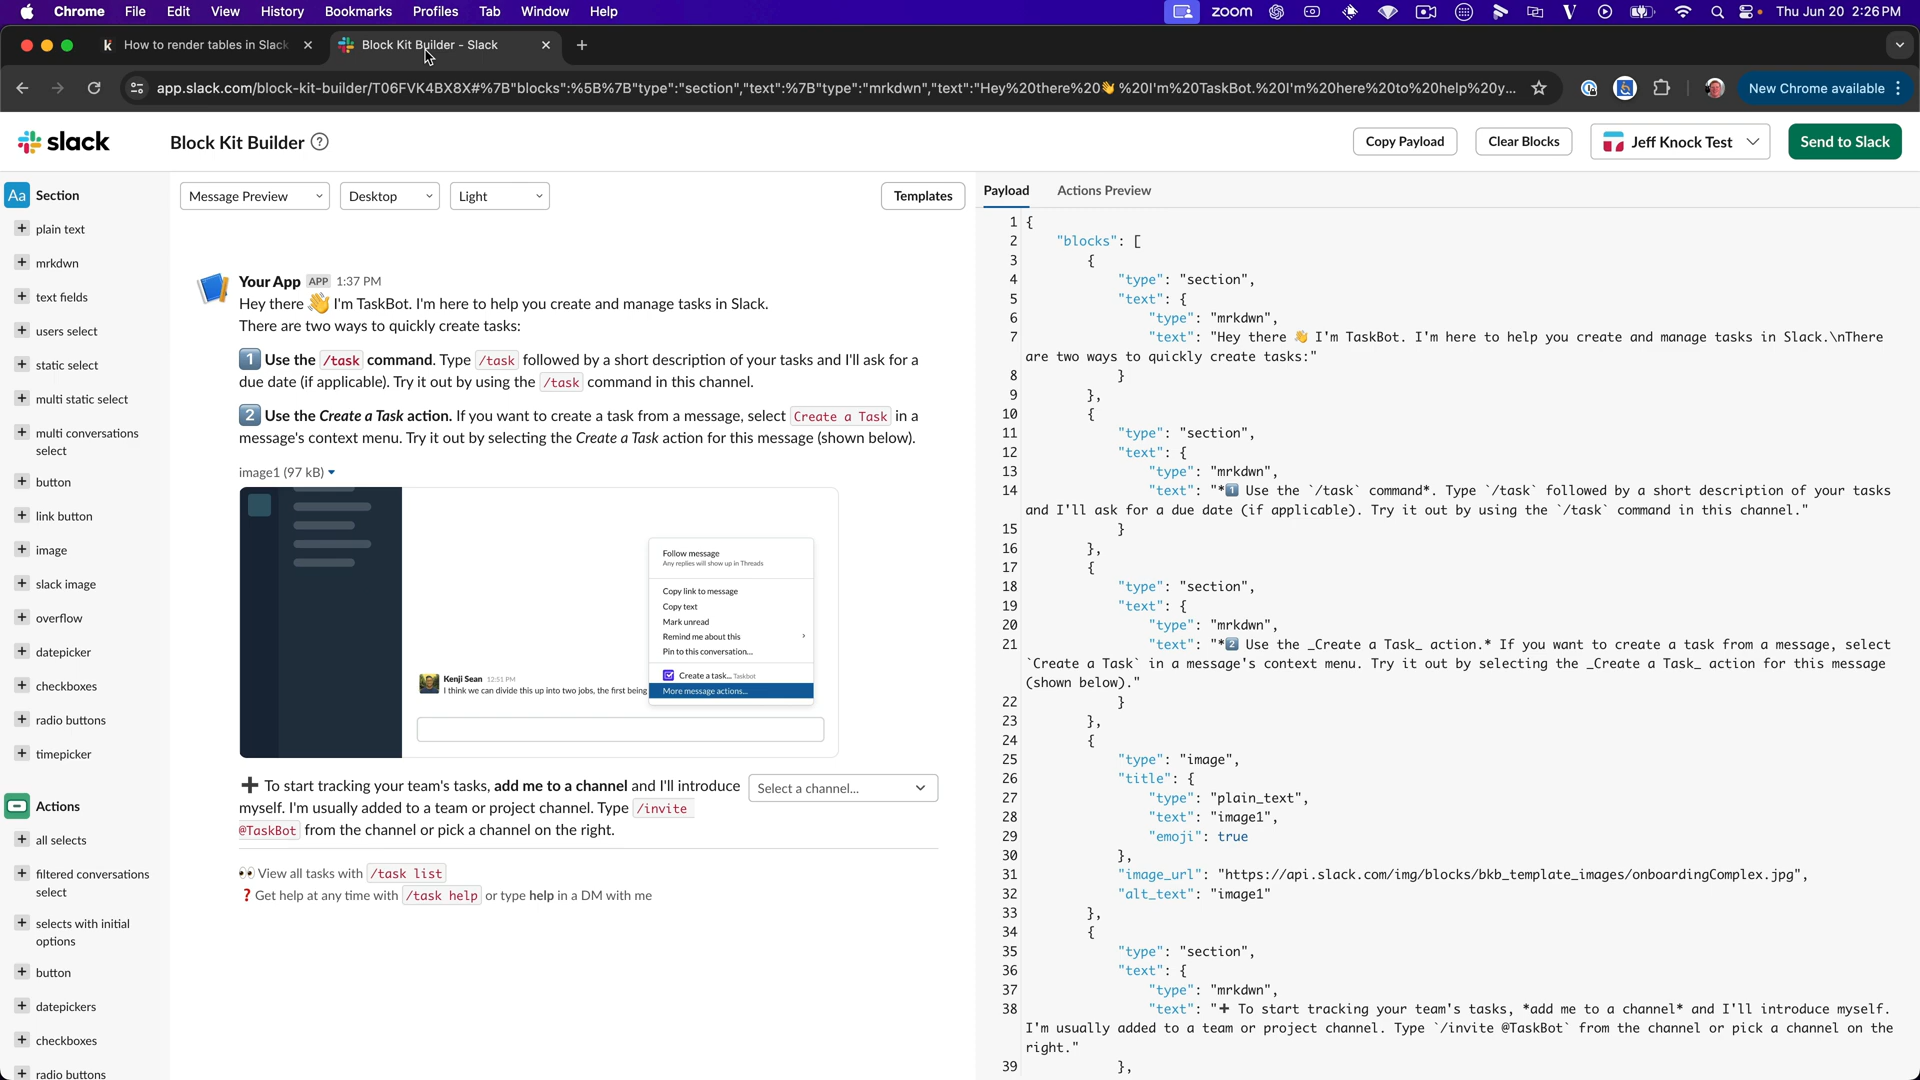 Chrome File Edit View History Bookmarks Profiles Tab Window Help
zoom
Thu Jun 20 2:26 PM
How to render tables in Slack
Block Kit Builder - Slack
app.slack.com/block-kit-builder/T06FVK4BX8X#%7B"blocks":%5B%7B"type":"section","text":%7B"type":"mrkdwn","text":"Hey%20there%20👋%20I'm%20TaskBot.%20I'm%20here%20to%20help%20y...
New Chrome available
slack
Block Kit Builder ?
Copy Payload
Clear Blocks
Jeff Knock Test
Send to Slack
Aa Section
+ plain text
+ mrkdwn
+ text fields
+ users select
+ static select
+ multi static select
+ multi conversations
select
+ button
+ link button
+ image
+ slack image
+ overflow
+ datepicker
+ checkboxes
+ radio buttons
+ timepicker
Actions
+ all selects
+ filtered conversations
select
+ selects with initial
options
+ button
+ datepickers
+ checkboxes
+ radio buttons
Message Preview
Desktop
Light
Templates
Your App APP 1:37 PM
Hey there 👋 I'm TaskBot. I'm here to help you create and manage tasks in Slack.
There are two ways to quickly create tasks:
1️⃣ Use the /task command. Type /task followed by a short description of your tasks and I'll ask for a
due date (if applicable). Try it out by using the /task command in this channel.
2️⃣ Use the Create a Task action. If you want to create a task from a message, select Create a Task in a
message's context menu. Try it out by selecting the Create a Task action for this message (shown below).
image1 (97 kB)
Follow message
Any replies will show up in Threads
Copy link to message
Copy text
Mark unread
Remind me about this
Pin to this conversation...
Create a task... Taskbot
More message actions...
Kenji Sean 12:51 PM
I think we can divide this up into two jobs, the first being
➕ To start tracking your team's tasks, add me to a channel and I'll introduce
myself. I'm usually added to a team or project channel. Type /invite
@TaskBot from the channel or pick a channel on the right.
Select a channel...
👀 View all tasks with /task list
❓ Get help at any time with /task help or type help in a DM with me
Payload
Actions Preview
1 {
2 "blocks": [
3 {
4 "type": "section",
5 "text": {
6 "type": "mrkdwn",
7 "text": "Hey there 👋 I'm TaskBot. I'm here to help you create and manage tasks in Slack.\nThere
are two ways to quickly create tasks:"
8 }
9 },
10 {
11 "type": "section",
12 "text": {
13 "type": "mrkdwn",
14 "text": "*1️⃣ Use the `/task` command*. Type `/task` followed by a short description of your tasks
and I'll ask for a due date (if applicable). Try it out by using the `/task` command in this channel."
15 }
16 },
17 {
18 "type": "section",
19 "text": {
20 "type": "mrkdwn",
21 "text": "*2️⃣ Use the _Create a Task_ action.* If you want to create a task from a message, select
`Create a Task` in a message's context menu. Try it out by selecting the _Create a Task_ action for this message
(shown below)."
22 }
23 },
24 {
25 "type": "image",
26 "title": {
27 "type": "plain_text",
28 "text": "image1",
29 "emoji": true
30 },
31 "image_url": "https://api.slack.com/img/blocks/bkb_template_images/onboardingComplex.jpg",
32 "alt_text": "image1"
33 },
34 {
35 "type": "section",
36 "text": {
37 "type": "mrkdwn",
38 "text": "➕ To start tracking your team's tasks, *add me to a channel* and I'll introduce myself.
I'm usually added to a team or project channel. Type `/invite @TaskBot` from the channel or pick a channel on the
right."
39 },